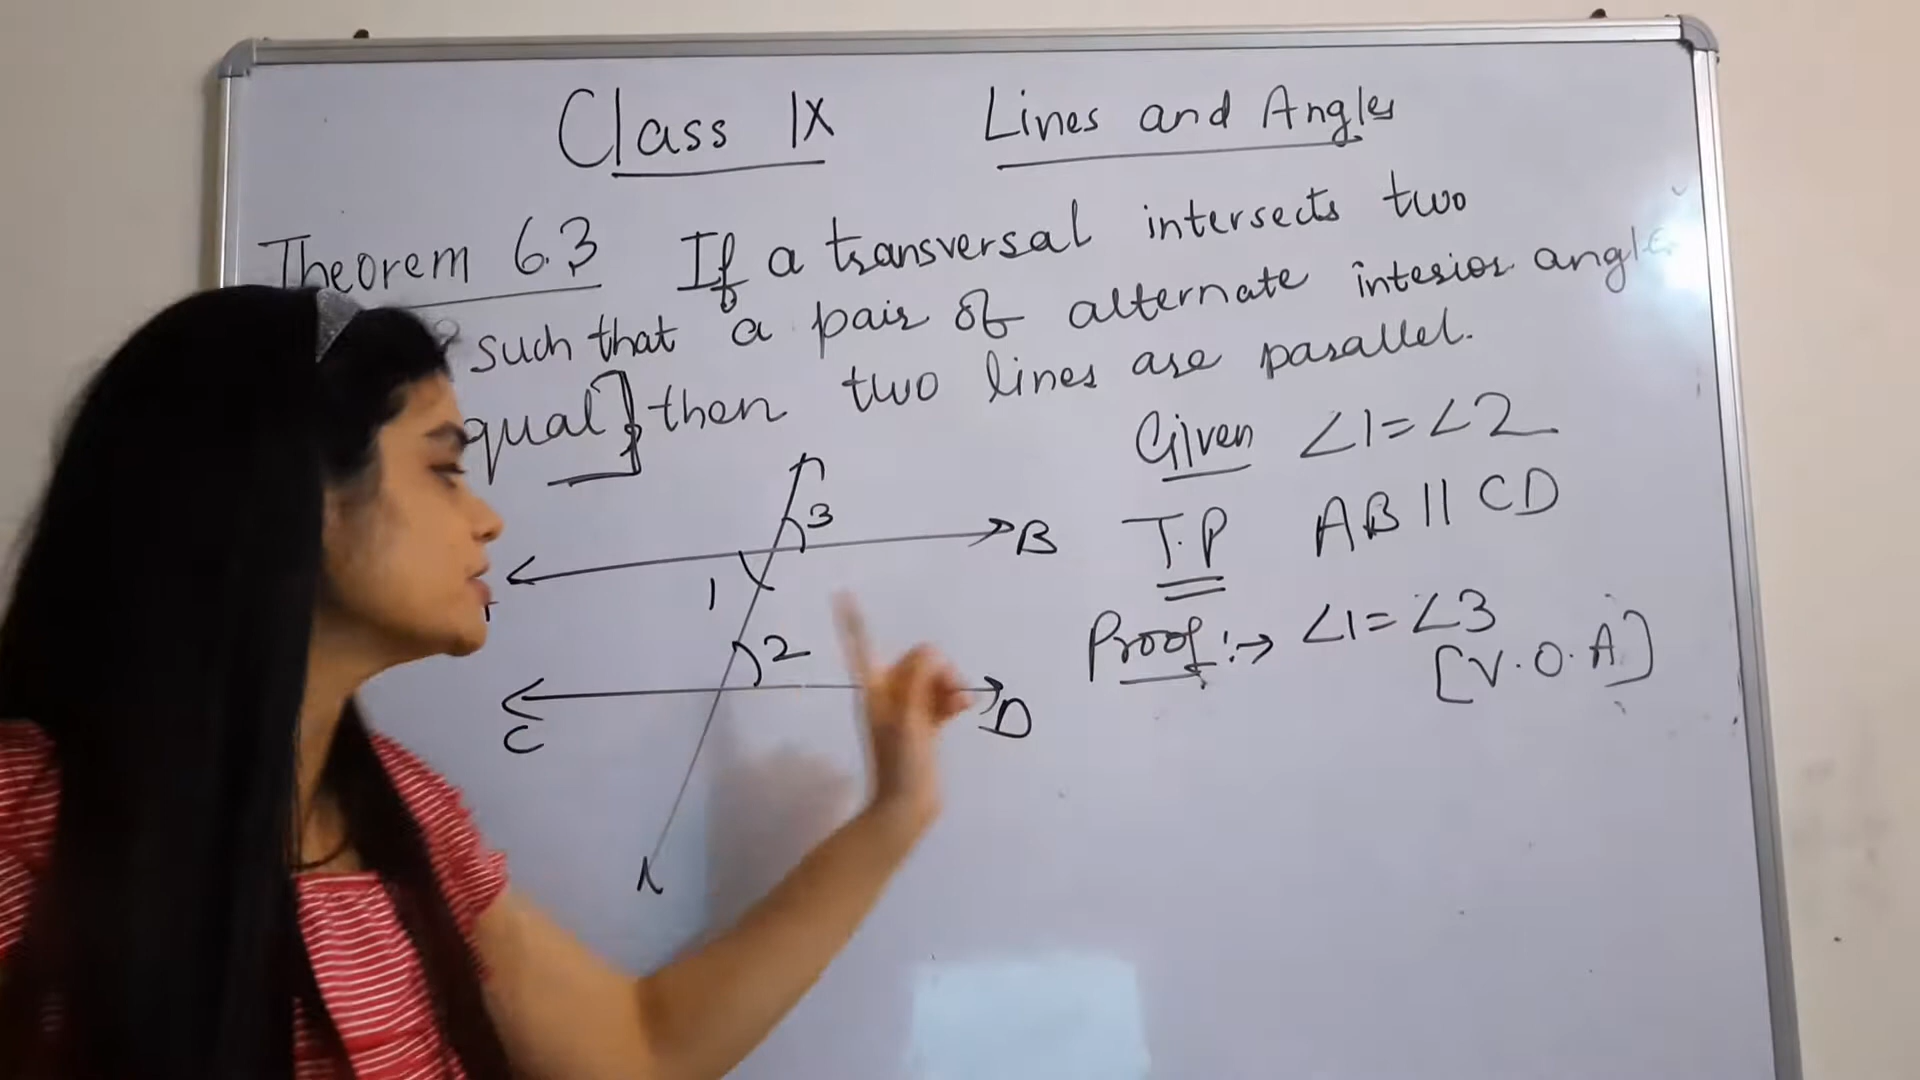 Class IX Lines and Angles
Theorem 6.3 If a transversal intersects two
such that a pair of alternate interior angle
qual] then two lines are parallel.
Given ∠1=∠2
3
B
T.P AB || CD
1
2
Proof :→ ∠1=∠3
[V.O.A]
C
D